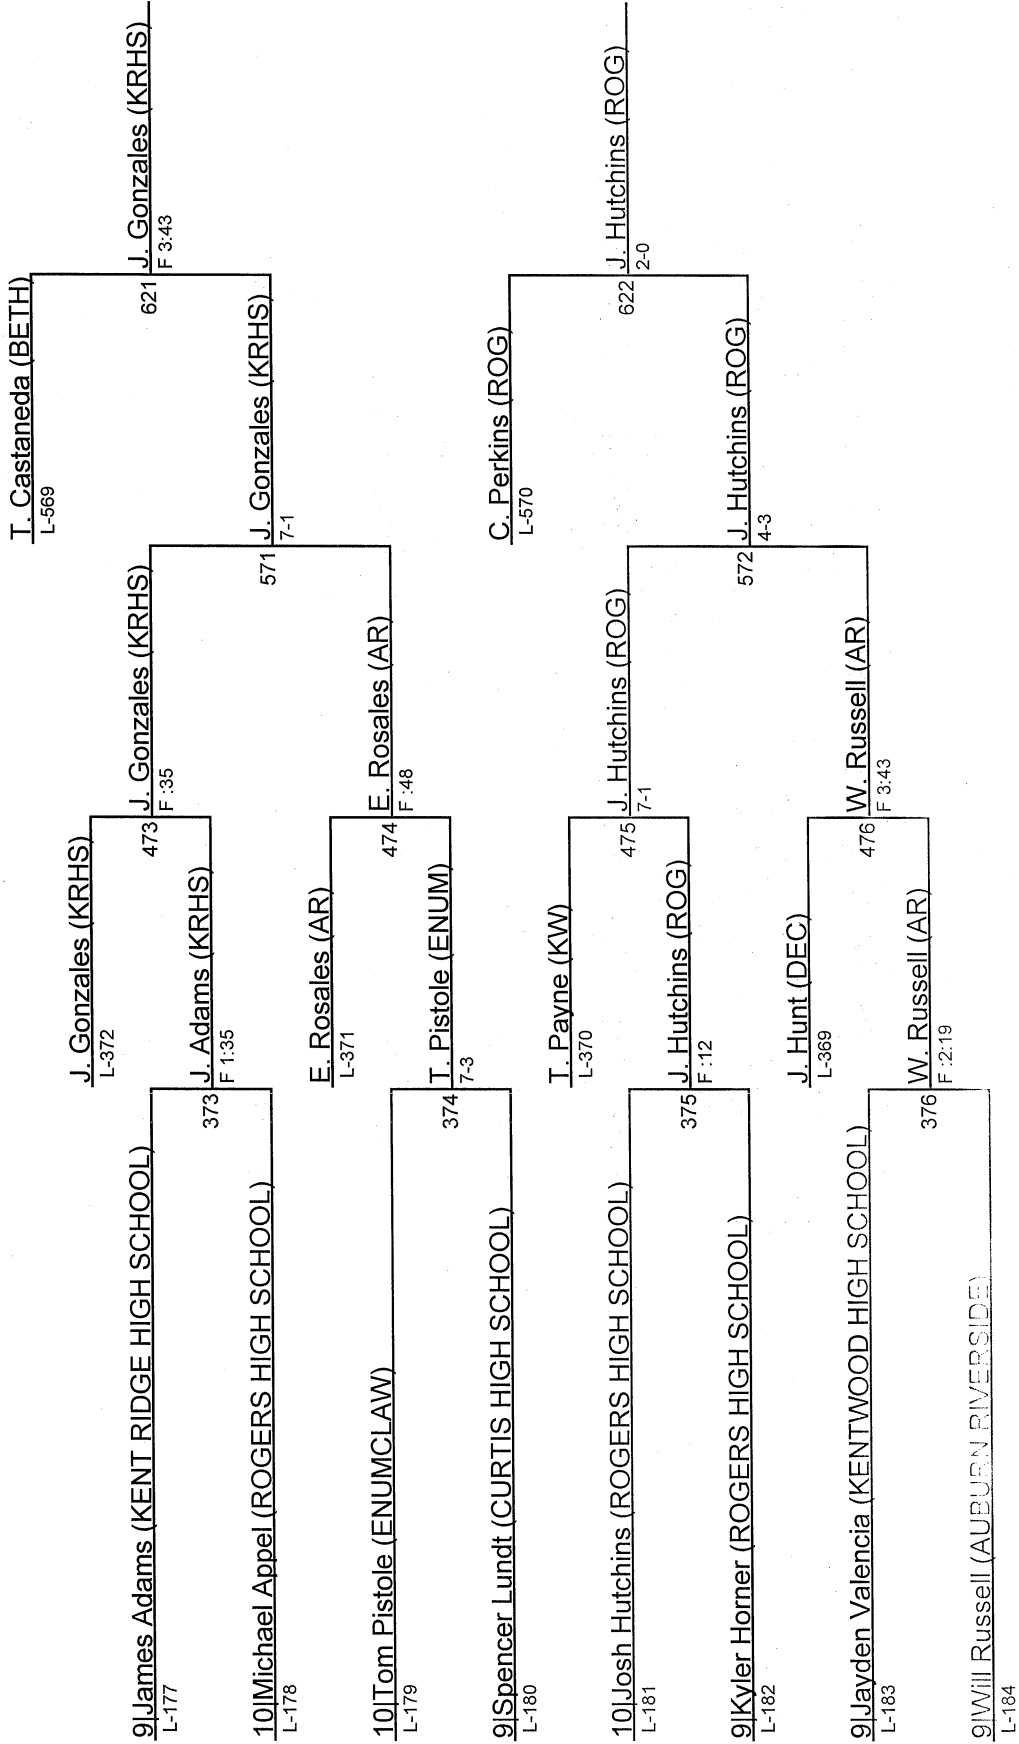 9|James Adams (KENT RIDGE HIGH SCHOOL)
L-177
10|Michael Appel (ROGERS HIGH SCHOOL)
L-178
10|Tom Pistole (ENUMCLAW)
L-179
9|Spencer Lundt (CURTIS HIGH SCHOOL)
L-180
10|Josh Hutchins (ROGERS HIGH SCHOOL)
L-181
9|Kyler Horner (ROGERS HIGH SCHOOL)
L-182
9|Jayden Valencia (KENTWOOD HIGH SCHOOL)
L-183
9|Will Russell (AUBURN RIVERSIDE)
L-184
J. Gonzales (KRHS)
L-372
373
J. Adams (KRHS)
F 1:35
E. Rosales (AR)
L-371
374
T. Pistole (ENUM)
7-3
T. Payne (KW)
L-370
375
J. Hutchins (ROG)
F :12
J. Hunt (DEC)
L-369
376
W. Russell (AR)
F :2:19
473
J. Gonzales (KRHS)
F :35
474
E. Rosales (AR)
F :48
475
J. Hutchins (ROG)
7-1
476
W. Russell (AR)
F 3:43
T. Castaneda (BETH)
L-569
571
J. Gonzales (KRHS)
7-1
C. Perkins (ROG)
L-570
572
J. Hutchins (ROG)
4-3
621
J. Gonzales (KRHS)
F 3:43
622
J. Hutchins (ROG)
2-0